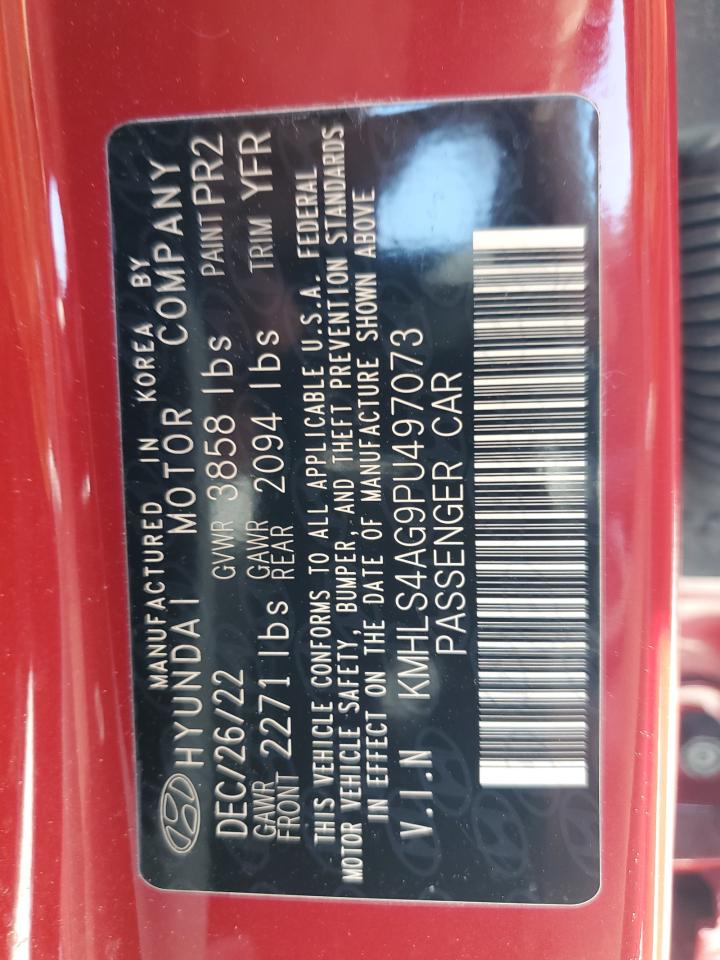 MANUFACTURED IN KOREA BY
HYUNDAI MOTOR COMPANY
DEC/26/22 GVWR 3858 lbs PAINT PR2
GAWR FRONT 2271 lbs GAWR REAR 2094 lbs TRIM YFR
THIS VEHICLE CONFORMS TO ALL APPLICABLE U.S.A. FEDERAL
MOTOR VEHICLE SAFETY, BUMPER, AND THEFT PREVENTION STANDARDS
IN EFFECT ON THE DATE OF MANUFACTURE SHOWN ABOVE
V.I.N KMHLS4AG9PU497073
PASSENGER CAR